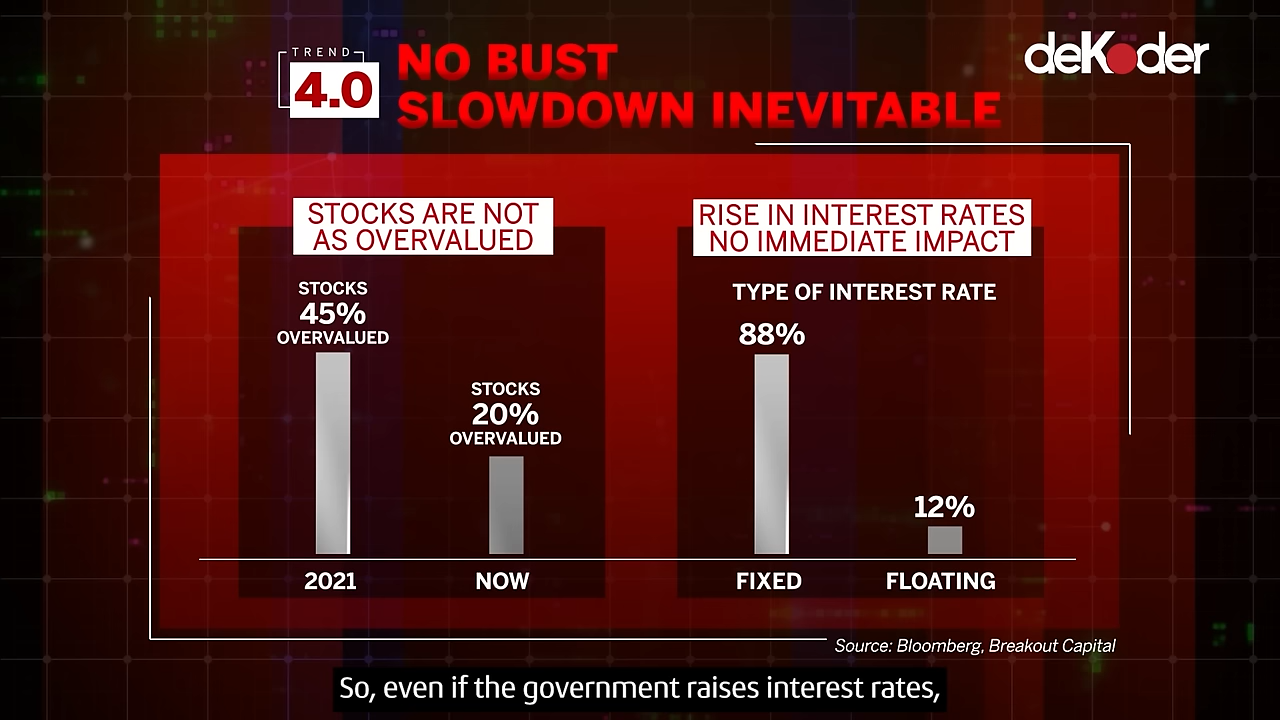 TREND
4.0
NO BUST
SLOWDOWN INEVITABLE
deKoder
STOCKS ARE NOT
AS OVERVALUED
STOCKS
45%
OVERVALUED
STOCKS
20%
OVERVALUED
2021
NOW
RISE IN INTEREST RATES
NO IMMEDIATE IMPACT
TYPE OF INTEREST RATE
88%
12%
FIXED
FLOATING
Source: Bloomberg, Breakout Capital
So, even if the government raises interest rates,